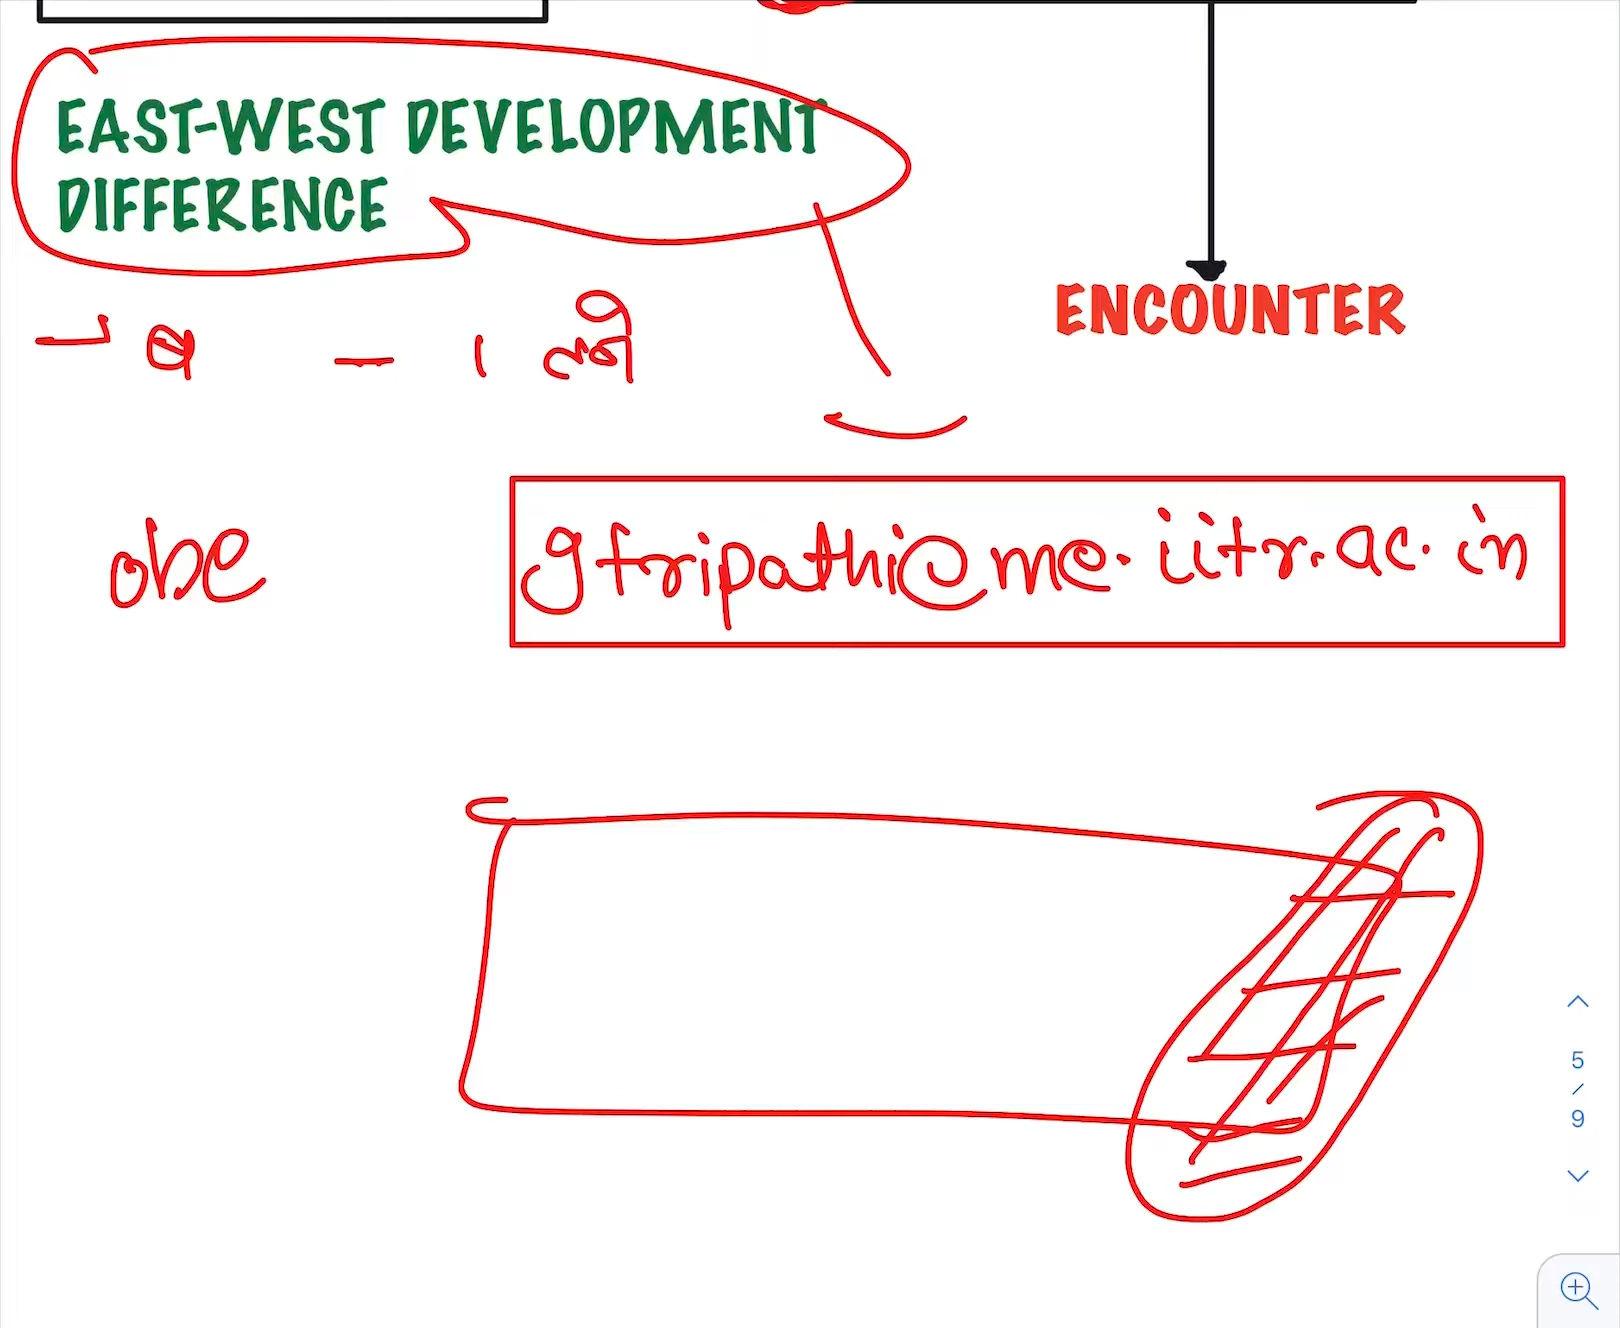 EAST-WEST DEVELOPMENT
DIFFERENCE
ENCOUNTER
obe
gtripathi@me.iitr.ac.in
5
/
9